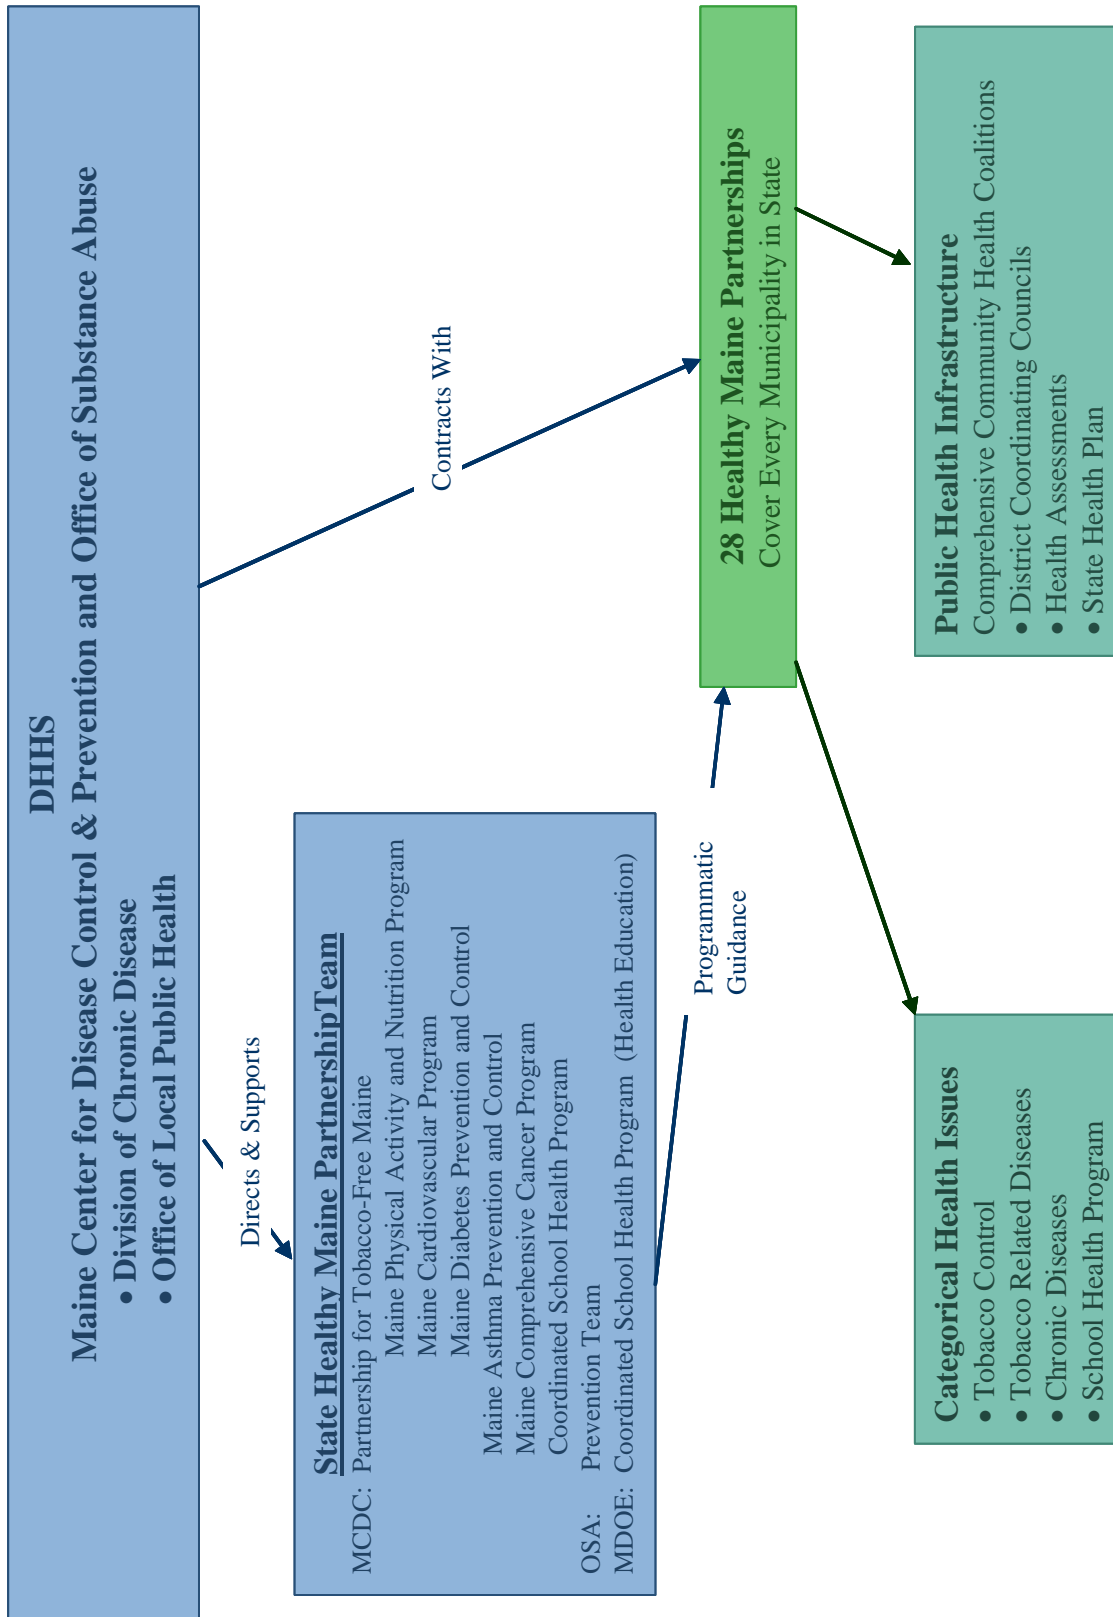 DHHS
Maine Center for Disease Control & Prevention and Office of Substance Abuse
• Division of Chronic Disease
• Office of Local Public Health
Directs & Supports
Contracts With
State Healthy Maine PartnershipTeam
MCDC: Partnership for Tobacco-Free Maine
Maine Physical Activity and Nutrition Program
Maine Cardiovascular Program
Maine Diabetes Prevention and Control
Maine Asthma Prevention and Control
Maine Comprehensive Cancer Program
Coordinated School Health Program
OSA: Prevention Team
MDOE: Coordinated School Health Program (Health Education)
Programmatic
Guidance
28 Healthy Maine Partnerships
Cover Every Municipality in State
Categorical Health Issues
• Tobacco Control
• Tobacco Related Diseases
• Chronic Diseases
• School Health Program
Public Health Infrastructure
Comprehensive Community Health Coalitions
• District Coordinating Councils
• Health Assessments
• State Health Plan